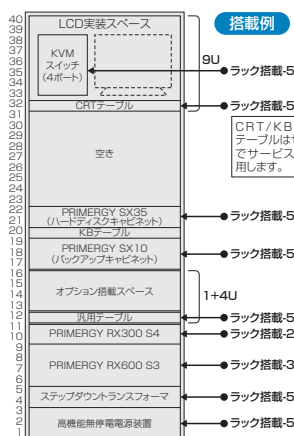 搭載例
40
39
38
37
36
35
34
33
32
31
30
29
28
27
26
25
24
23
22
21
20
19
18
17
16
15
14
13
12
11
10
9
8
7
6
5
4
3
2
1
LCD実装スペース
KVM
スイッチ
(4ポート)
CRTテーブル
空き
PRIMERGY SX35
(ハードディスクキャビネット)
KBテーブル
PRIMERGY SX10
(バックアップキャビネット)
オプション搭載スペース
汎用テーブル
PRIMERGY RX300 S4
PRIMERGY RX600 S3
ステップダウントランスフォーマ
高機能無停電電源装置
9U
ラック搭載-5
ラック搭載-5
CRT/KB
テーブルは
でサービス
用します。
ラック搭載-5
ラック搭載-5
1+4U
ラック搭載-5
ラック搭載-2
ラック搭載-3
ラック搭載-5
ラック搭載-5